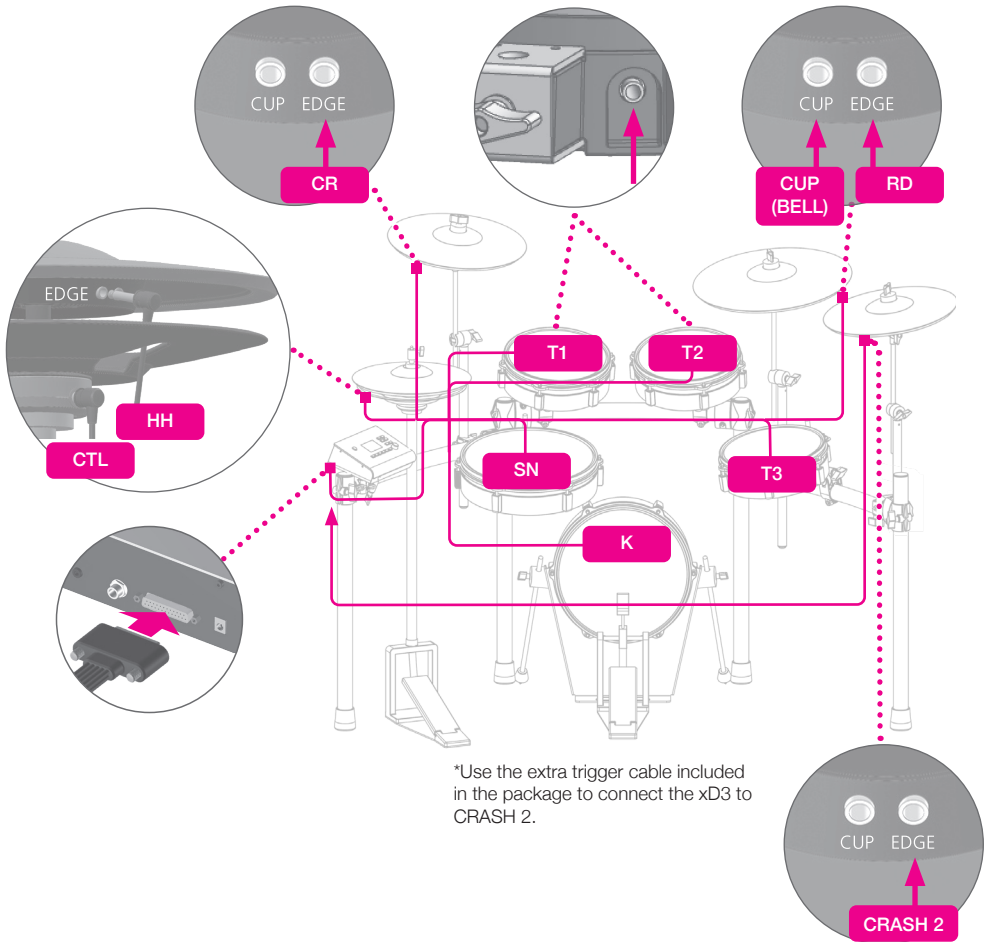 CUP EDGE
CR
CUP EDGE
CUP
(BELL)
RD
EDGE
HH
CTL
T1
T2
SN
T3
K
*Use the extra trigger cable included
in the package to connect the xD3 to
CRASH 2.
CUP EDGE
CRASH 2